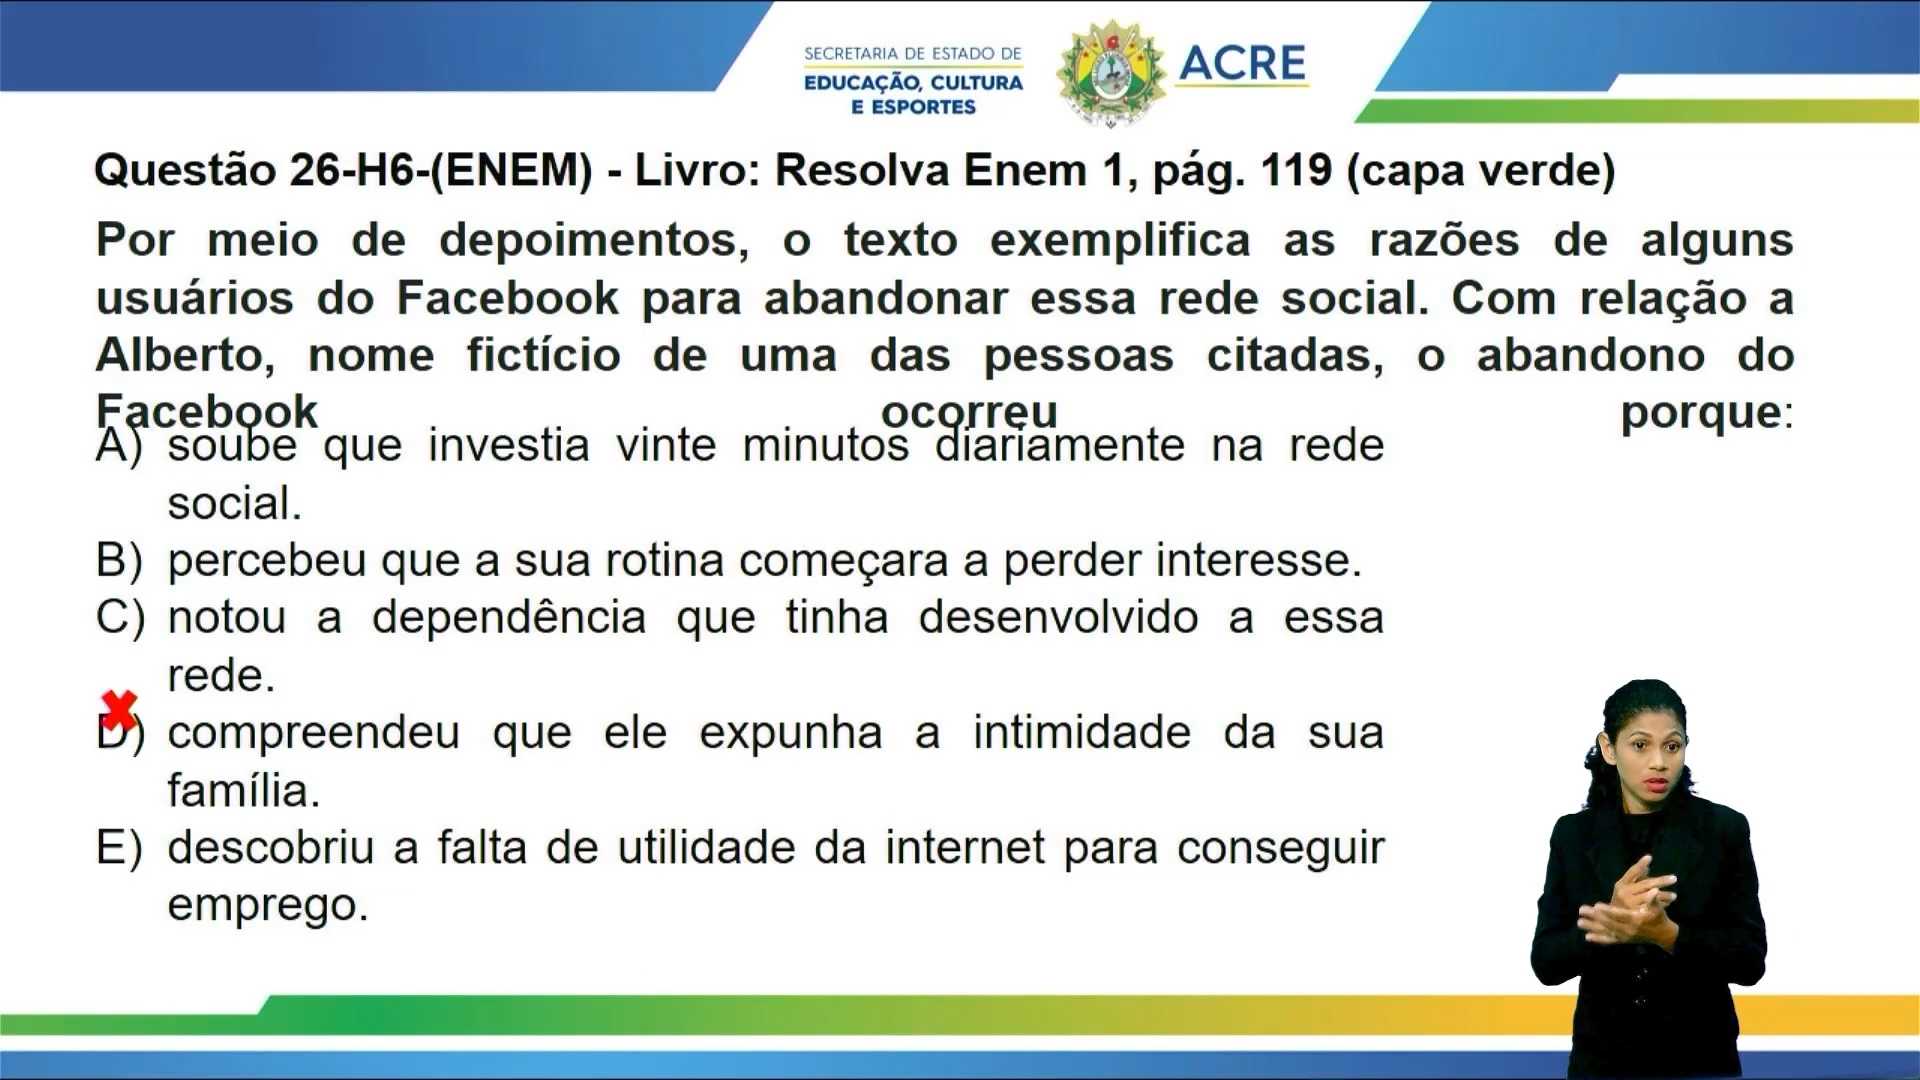 SECRETARIA DE ESTADO DE
EDUCAÇÃO, CULTURA
E ESPORTES
ACRE
Questão 26-H6-(ENEM) - Livro: Resolva Enem 1, pág. 119 (capa verde)
Por meio de depoimentos, o texto exemplifica as razões de alguns
usuários do Facebook para abandonar essa rede social. Com relação a
Alberto, nome fictício de uma das pessoas citadas, o abandono do
Facebook ocorreu porque:
A) soube que investia vinte minutos diariamente na rede
social.
B) percebeu que a sua rotina começara a perder interesse.
C) notou a dependência que tinha desenvolvido a essa
rede.
D) compreendeu que ele expunha a intimidade da sua
família.
E) descobriu a falta de utilidade da internet para conseguir
emprego.